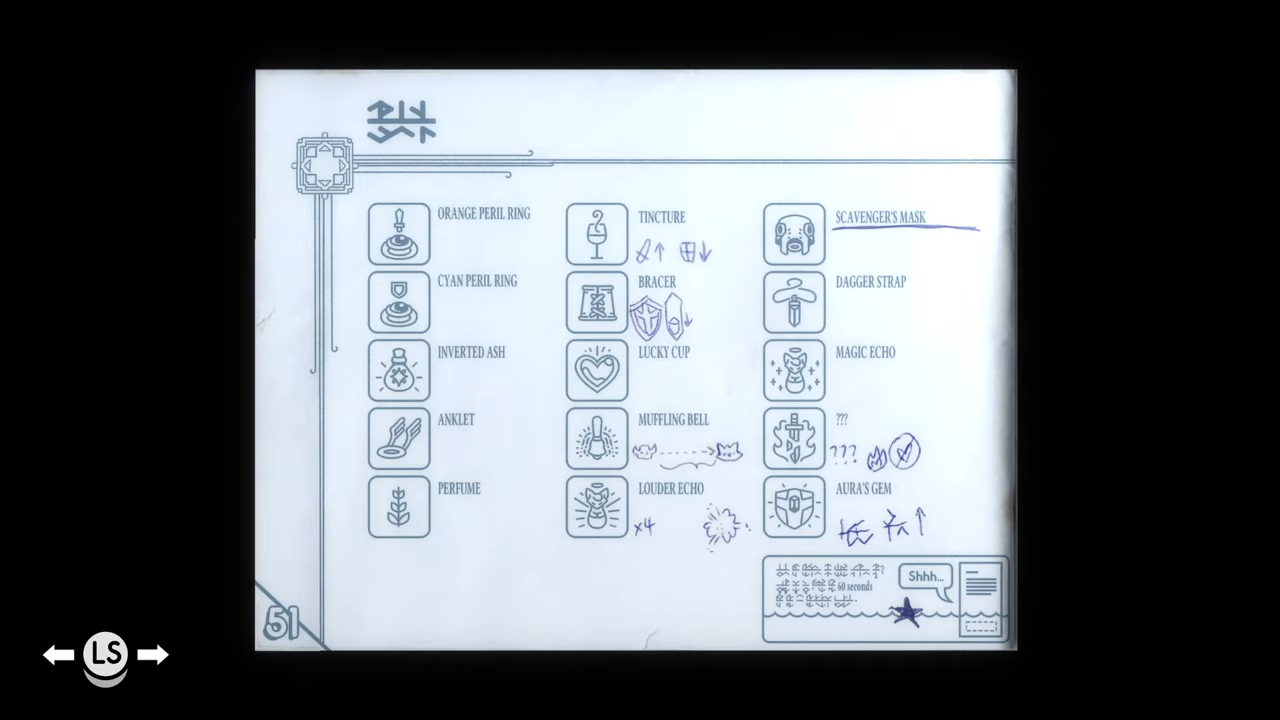 ORANGE PERIL RING
CYAN PERIL RING
INVERTED ASH
ANKLET
PERFUME
TINCTURE
BRACER
LUCKY CUP
MUFFLING BELL
LOUDER ECHO
x4
SCAVENGER'S MASK
DAGGER STRAP
MAGIC ECHO
???
???
AURA'S GEM
60 seconds
Shhh...
51
LS